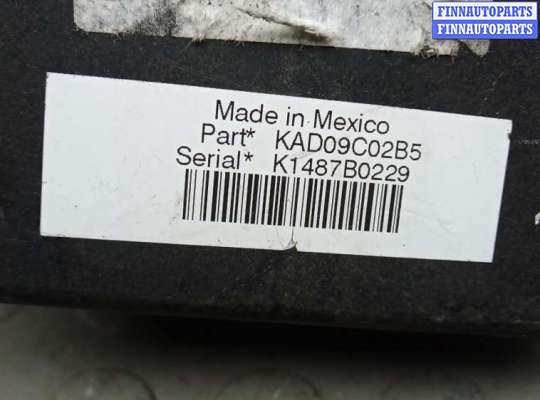 FINNAUTOPARTS
FINNAUTOPARTS
Made in Mexico
Part* KAD09C02B5
Serial* K1487B0229